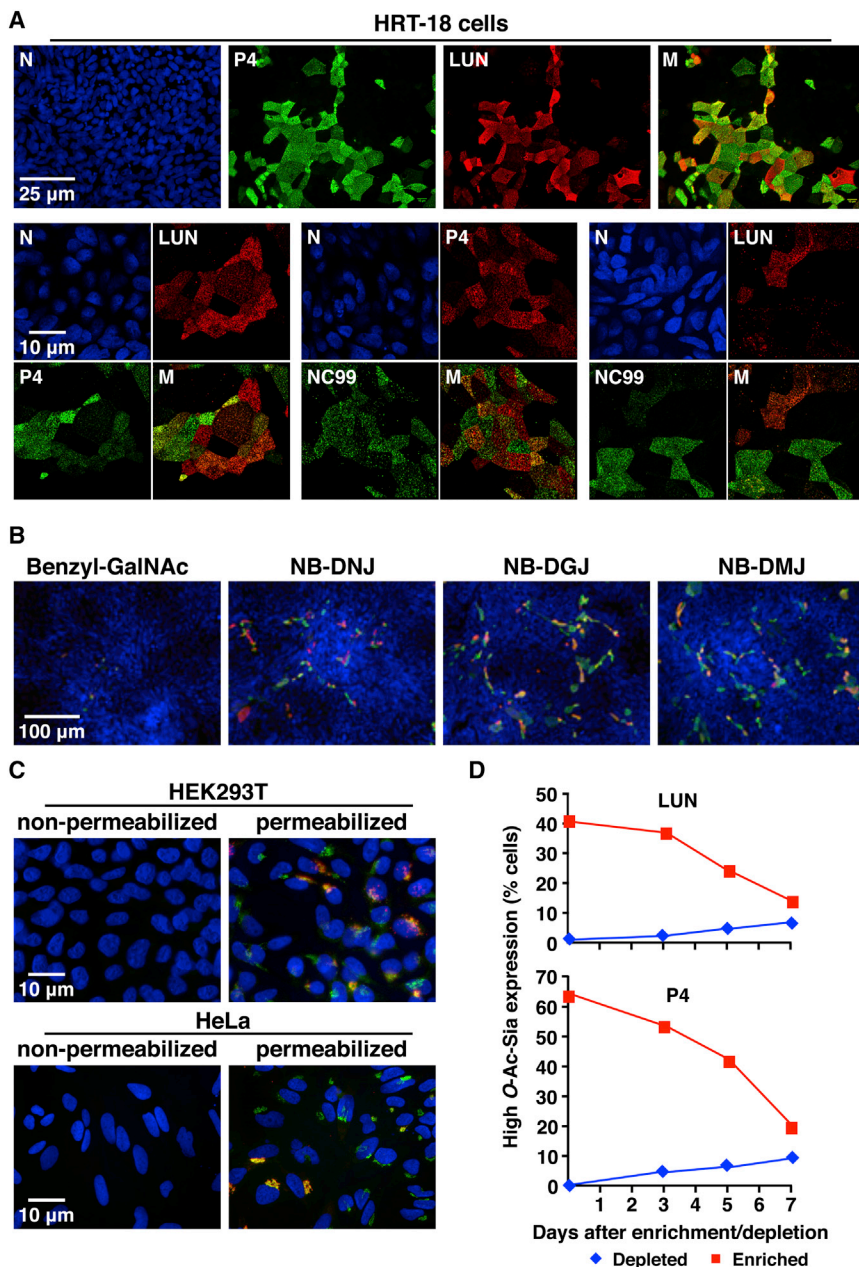 A
HRT-18 cells
N P4 LUN M
25 µm
N LUN N P4 N LUN
10 µm
P4 M NC99 M NC99 M
B
Benzyl-GalNAc NB-DNJ NB-DGJ NB-DMJ
100 µm
C
HEK293T
non-permeabilized permeabilized
10 µm
HeLa
non-permeabilized permeabilized
10 µm
D
High O-Ac-Sia expression (% cells)
LUN
50
40
30
20
10
0
P4
70
60
50
40
30
20
10
0
1 2 3 4 5 6 7
Days after enrichment/depletion
Depleted Enriched